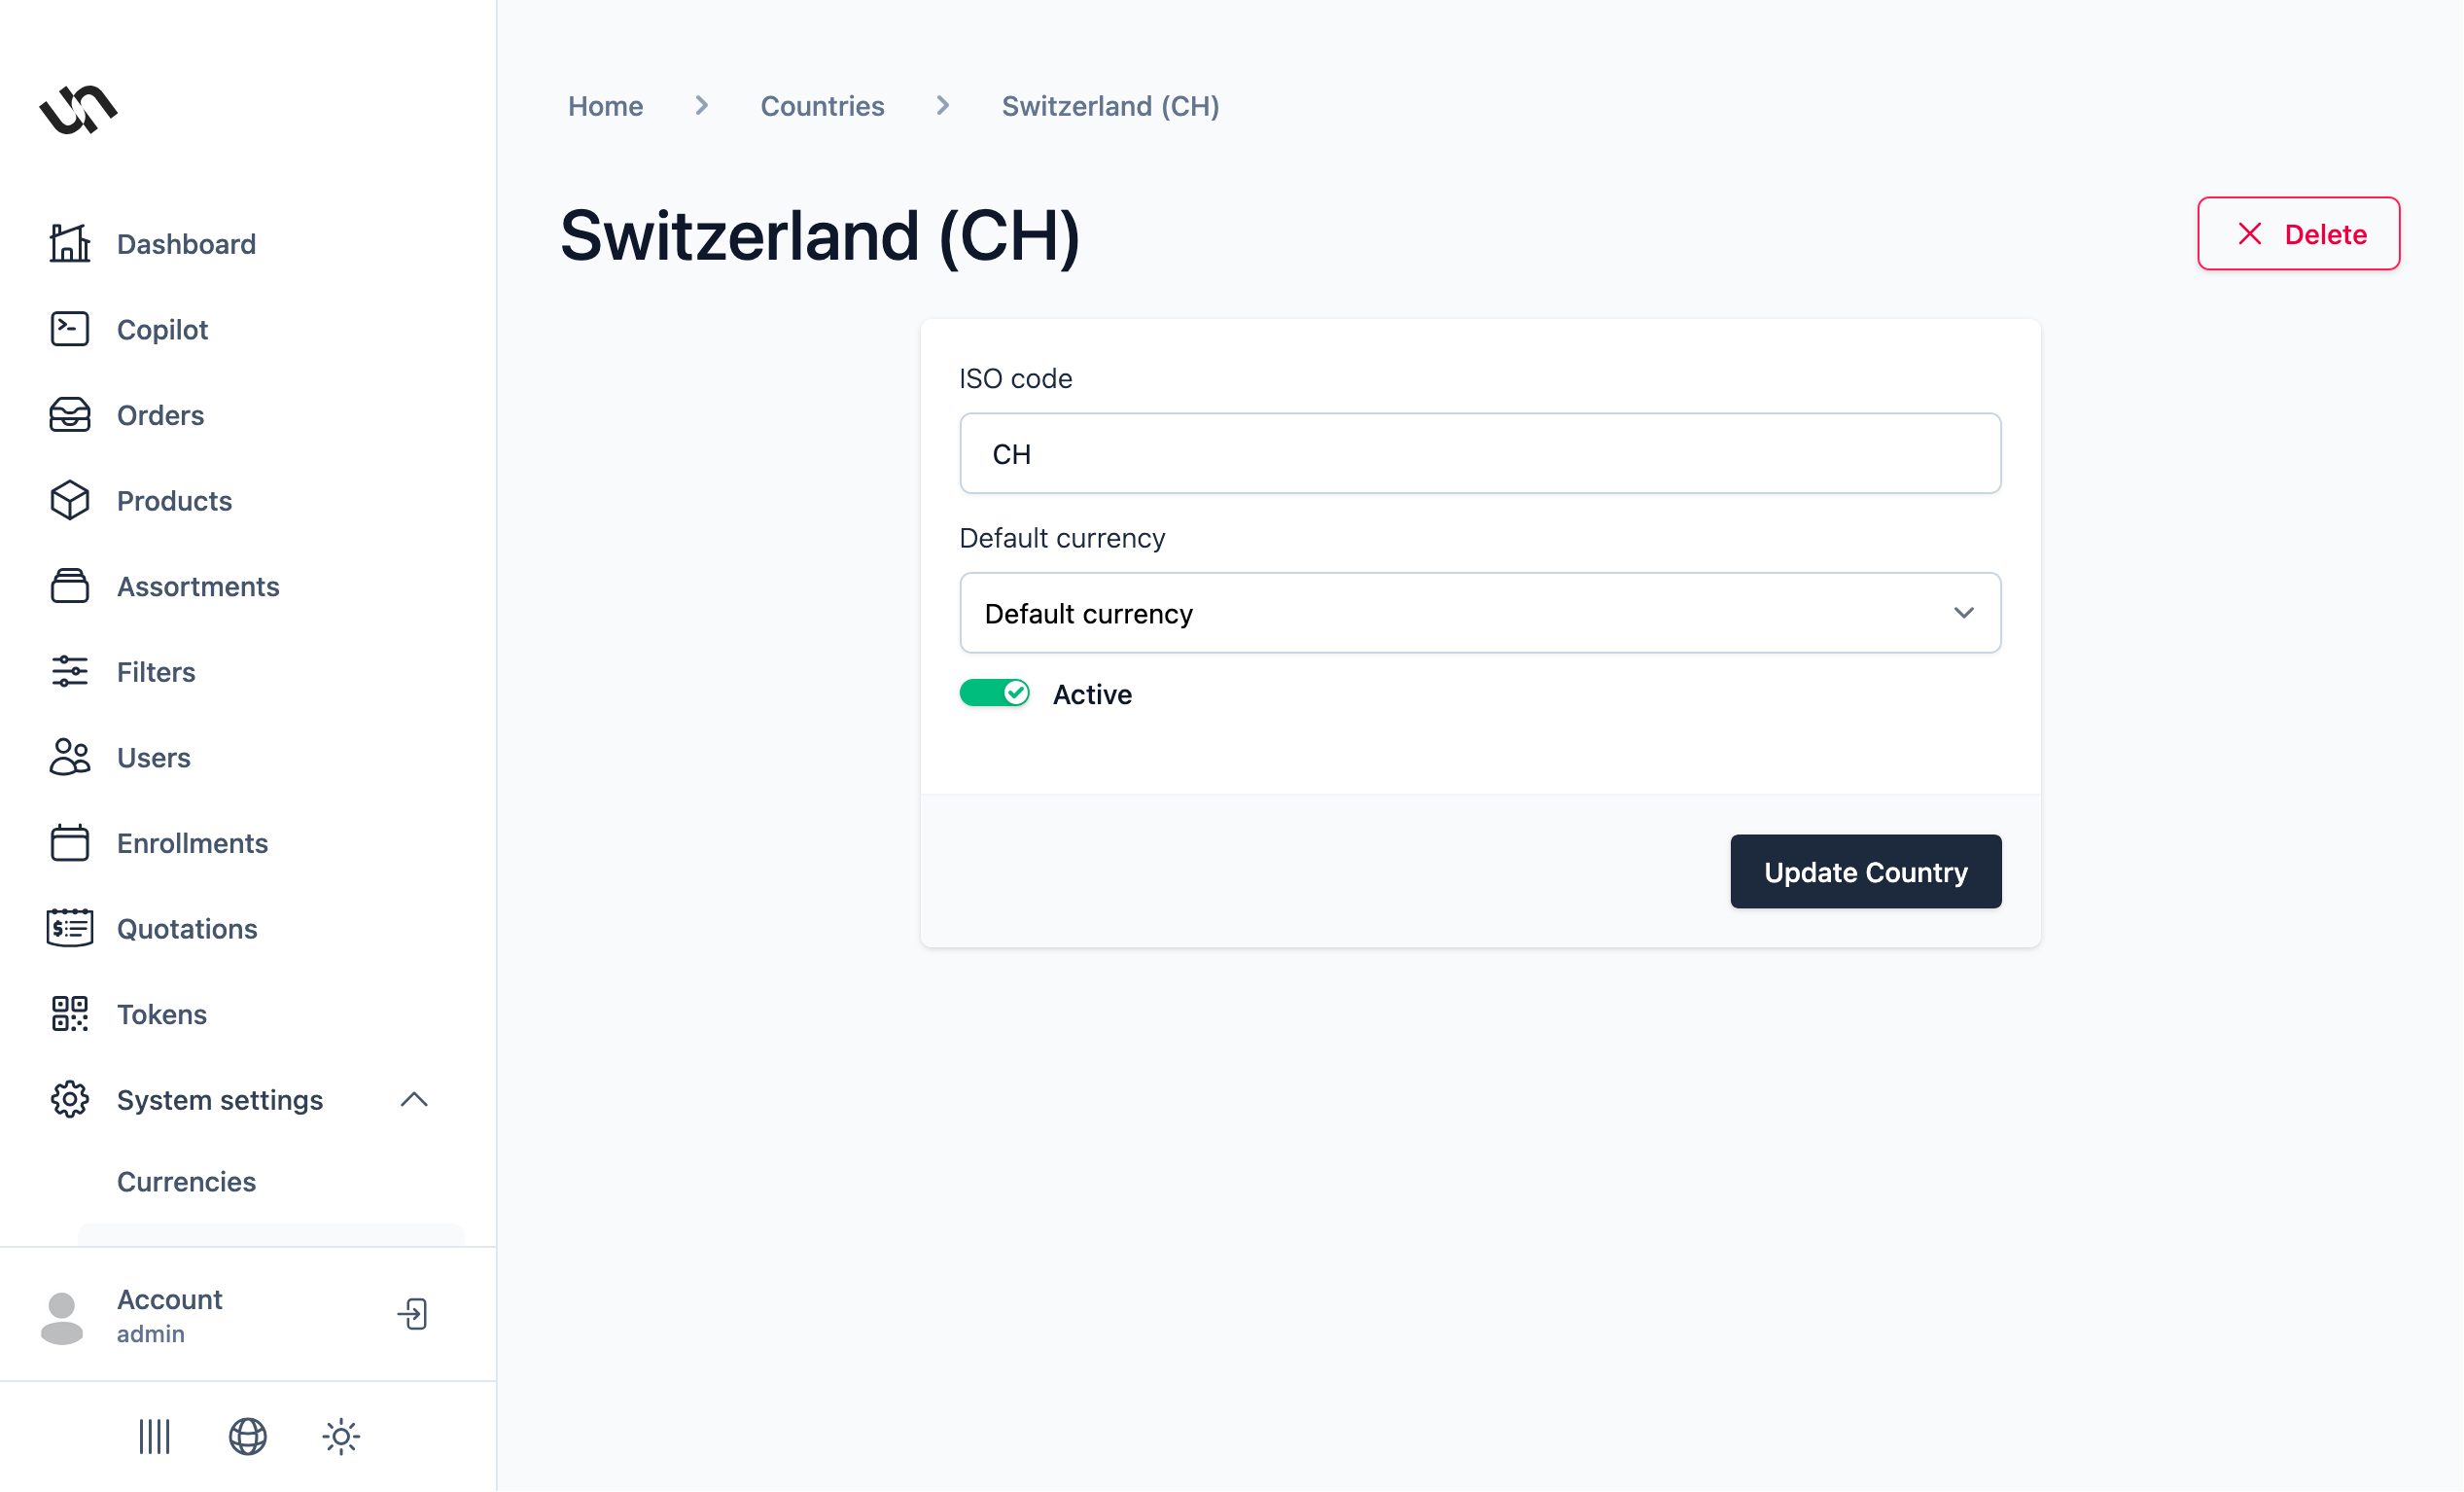 Dashboard
Copilot
Orders
Products
Assortments
Filters
Users
Enrollments
Quotations
Tokens
System settings
Currencies
Account
admin
Home
Countries
Switzerland (CH)
Switzerland (CH)
Delete
ISO code
CH
Default currency
Default currency
Active
Update Country